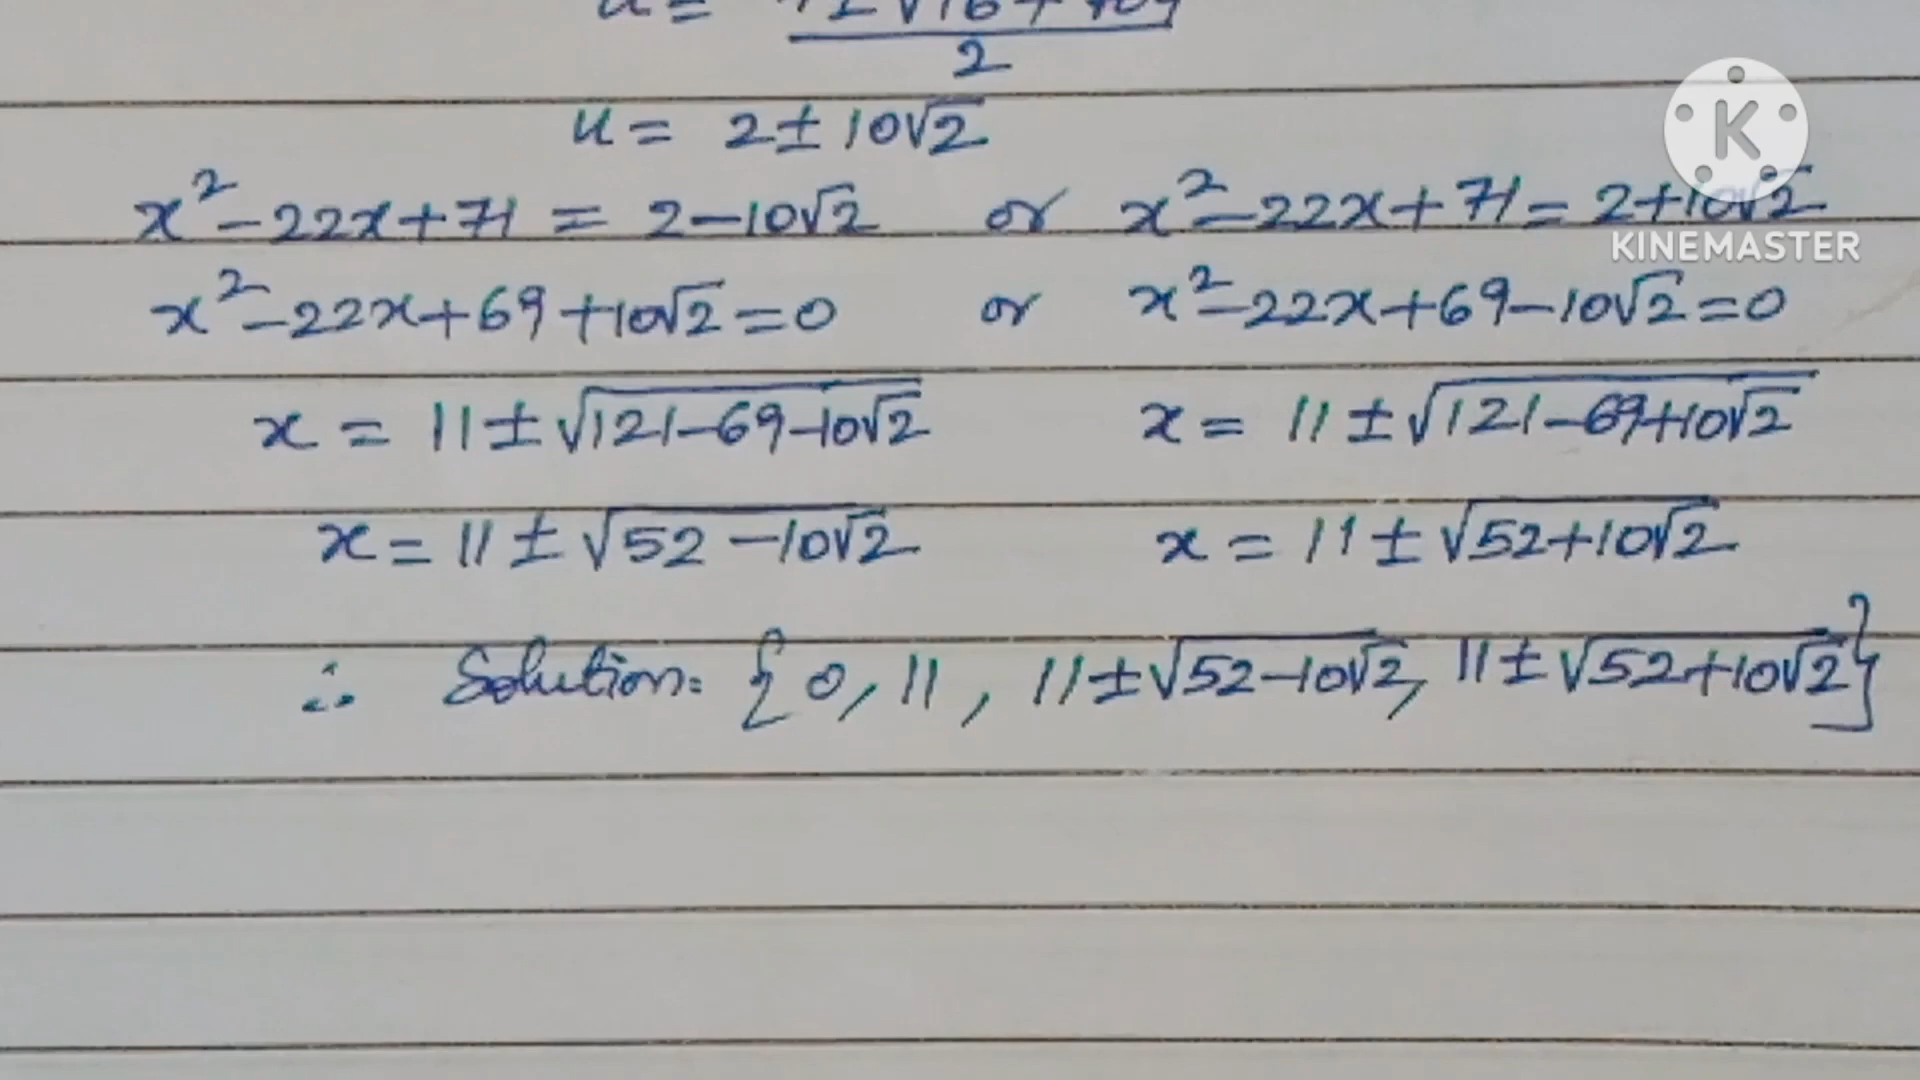 2
u = 2 ± 10√2
x² - 22x + 71 = 2 - 10√2 or x² - 22x + 71 = 2 + 10√2
KINEMASTER
x² - 22x + 69 + 10√2 = 0 or x² - 22x + 69 - 10√2 = 0
x = 11 ± √(121 - 69 - 10√2) x = 11 ± √(121 - 69 + 10√2)
x = 11 ± √(52 - 10√2) x = 11 ± √(52 + 10√2)
∴ Solution = {0, 11, 11 ± √(52 - 10√2), 11 ± √(52 + 10√2)}